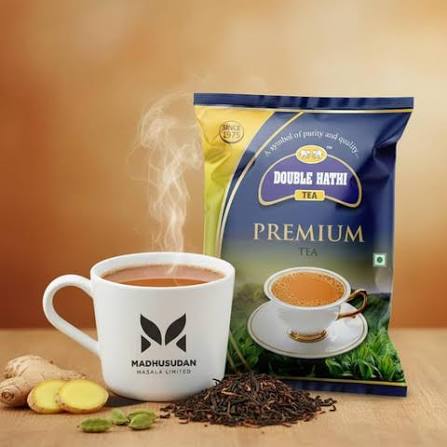 SINCE
1975
A symbol of purity and quality...
DOUBLE HATHI
TEA
PREMIUM
TEA
MADHUSUDAN
MASALA LIMITED